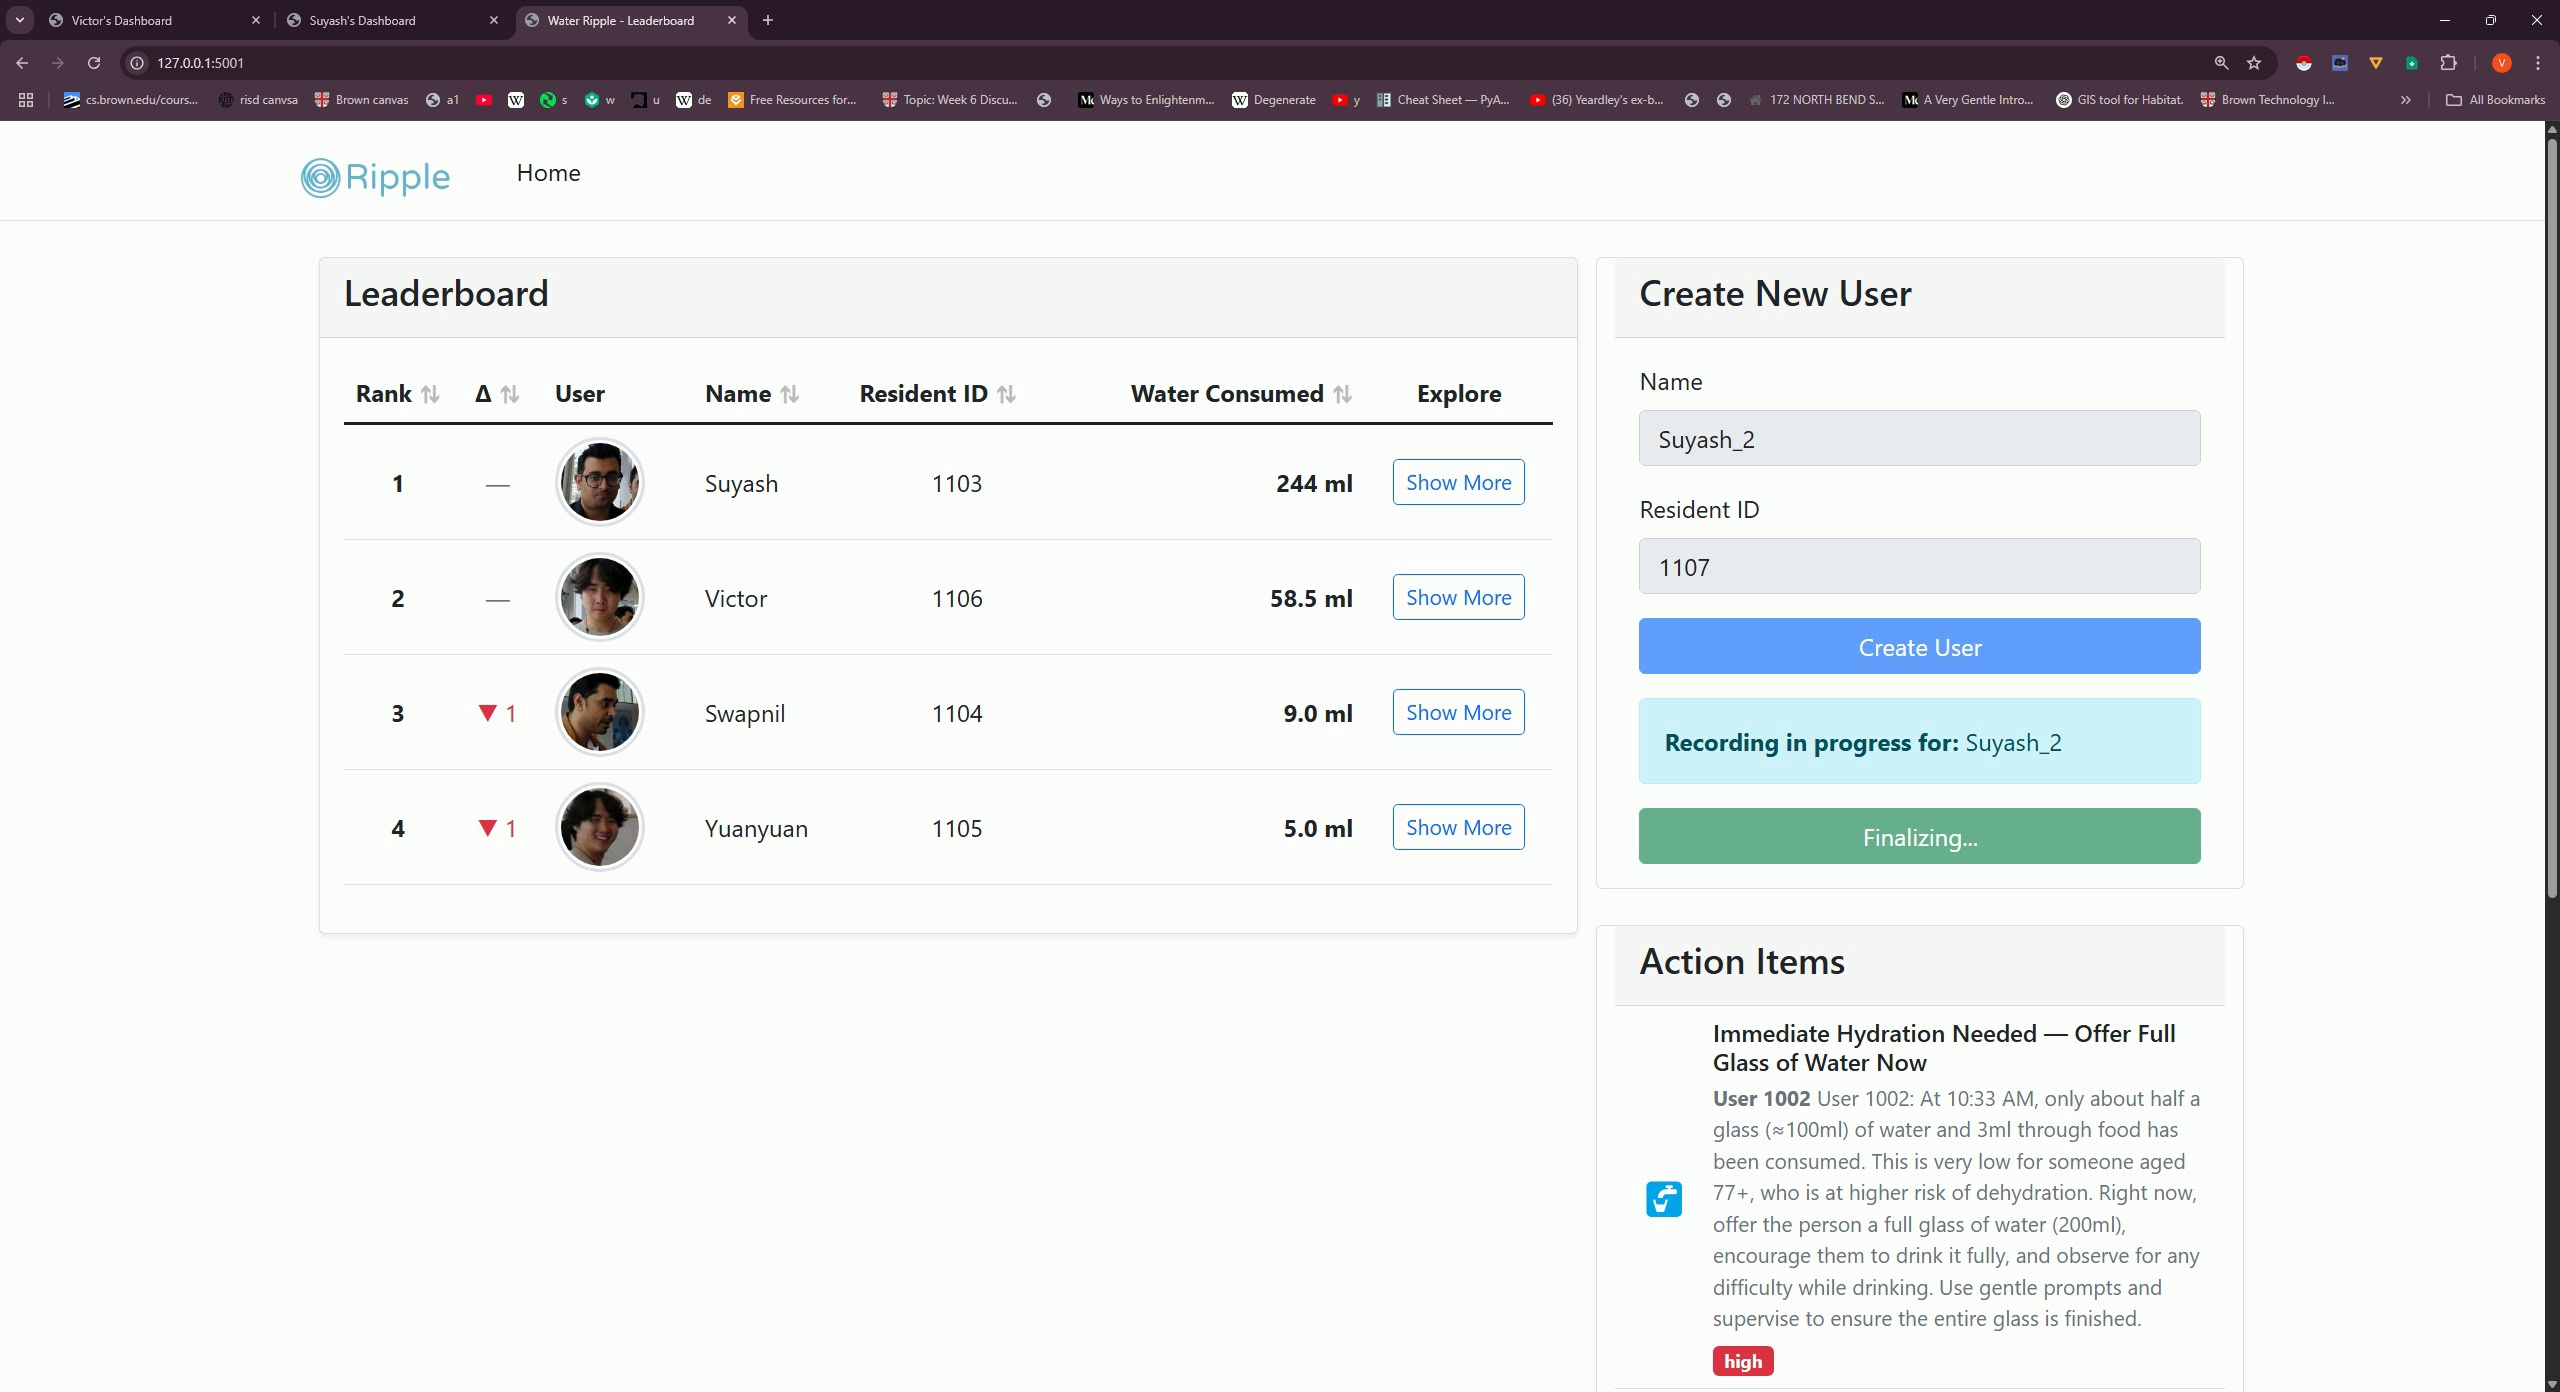 Victor's Dashboard
Suyash's Dashboard
Water Ripple - Leaderboard
127.0.0.1:5001
V
cs.brown.edu/cours...
risd canvsa
Brown canvas
a1
s
w
u
de
Free Resources for...
Topic: Week 6 Discu...
Ways to Enlightenm...
Degenerate
y
Cheat Sheet — PyA...
(36) Yeardley's ex-b...
172 NORTH BEND S...
A Very Gentle Intro...
GIS tool for Habitat.
Brown Technology I...
All Bookmarks
Ripple
Home
Leaderboard
Rank Δ User Name Resident ID Water Consumed Explore
1 — Suyash 1103 244 ml Show More
2 — Victor 1106 58.5 ml Show More
3 ▼ 1 Swapnil 1104 9.0 ml Show More
4 ▼ 1 Yuanyuan 1105 5.0 ml Show More
Create New User
Name
Suyash_2
Resident ID
1107
Create User
Recording in progress for: Suyash_2
Finalizing...
Action Items
Immediate Hydration Needed — Offer Full
Glass of Water Now
User 1002 User 1002: At 10:33 AM, only about half a
glass (≈100ml) of water and 3ml through food has
been consumed. This is very low for someone aged
77+, who is at higher risk of dehydration. Right now,
offer the person a full glass of water (200ml),
encourage them to drink it fully, and observe for any
difficulty while drinking. Use gentle prompts and
supervise to ensure the entire glass is finished.
high